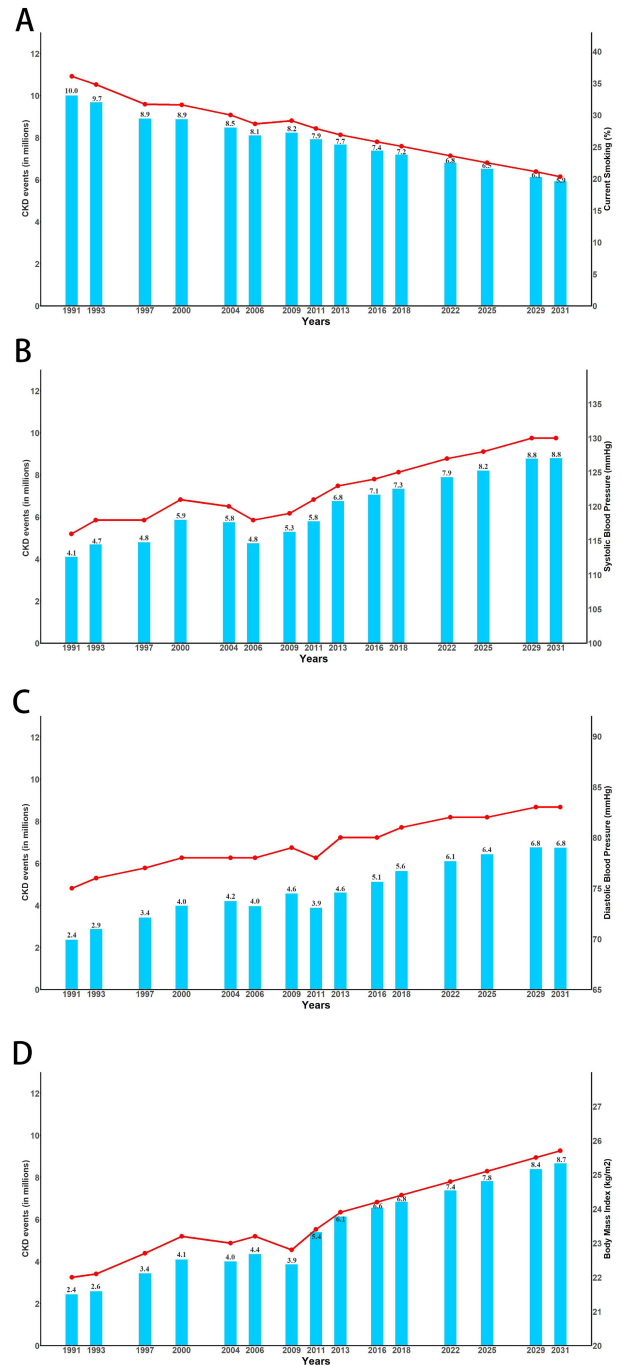 A
12
10
8
6
4
2
0
CKD events (in millions)
10.0 9.7 8.9 8.9 8.5 8.1 8.2 7.9 7.7 7.4 7.2 6.8 6.5 6.1 5.9
40
35
30
25
20
15
10
5
0
Current Smoking (%)
1991 1993 1997 2000 2004 2006 2009 2011 2013 2016 2018 2022 2025 2029 2031
Years
B
12
10
8
6
4
2
0
CKD events (in millions)
4.1 4.7 4.8 5.9 5.8 4.8 5.3 5.8 6.8 7.1 7.3 7.9 8.2 8.8 8.8
135
130
125
120
115
110
105
100
Systolic Blood Pressure (mmHg)
1991 1993 1997 2000 2004 2006 2009 2011 2013 2016 2018 2022 2025 2029 2031
Years
C
12
10
8
6
4
2
0
CKD events (in millions)
2.4 2.9 3.4 4.0 4.2 4.0 4.6 3.9 4.6 5.1 5.6 6.1 6.4 6.8 6.8
90
85
80
75
70
65
Diastolic Blood Pressure (mmHg)
1991 1993 1997 2000 2004 2006 2009 2011 2013 2016 2018 2022 2025 2029 2031
Years
D
12
10
8
6
4
2
0
CKD events (in millions)
2.4 2.6 3.4 4.1 4.0 4.4 3.9 5.4 6.1 6.6 6.8 7.4 7.8 8.4 8.7
27
26
25
24
23
22
21
20
Body Mass Index (kg/m2)
1991 1993 1997 2000 2004 2006 2009 2011 2013 2016 2018 2022 2025 2029 2031
Years